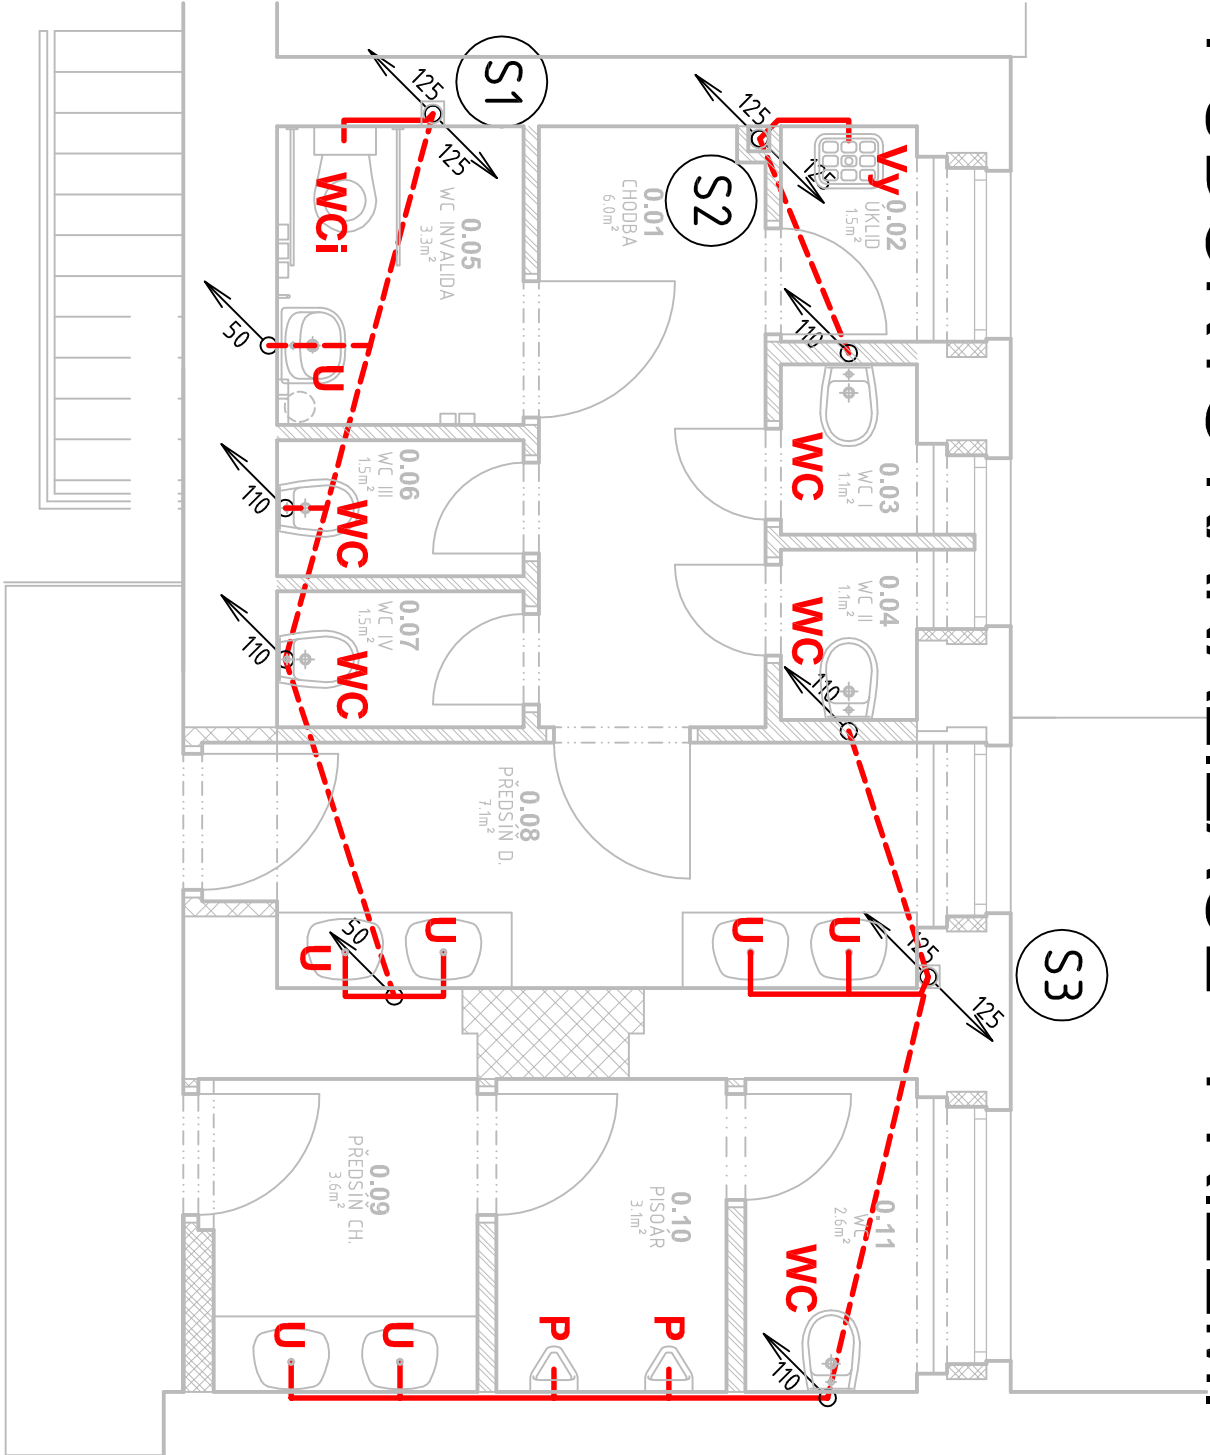 S1
125
125
S2
125
125
S3
125
125
0.05
WC INVALIDA
3.3m²
WCi
U
50
0.01
CHODBA
6.0m²
0.02
ÚKLID
1.5m²
Vy
110
0.06
WC III
1.5m²
WC
110
0.03
WC I
1.1m²
WC
0.07
WC IV
1.5m²
WC
110
0.04
WC II
1.1m²
WC
110
0.08
PŘEDSÍŇ D.
7.1m²
U
U
50
U
U
0.09
PŘEDSÍŇ CH.
3.6m²
U
U
0.10
PISOÁR
3.1m²
P
P
0.11
WC
2.6m²
WC
110